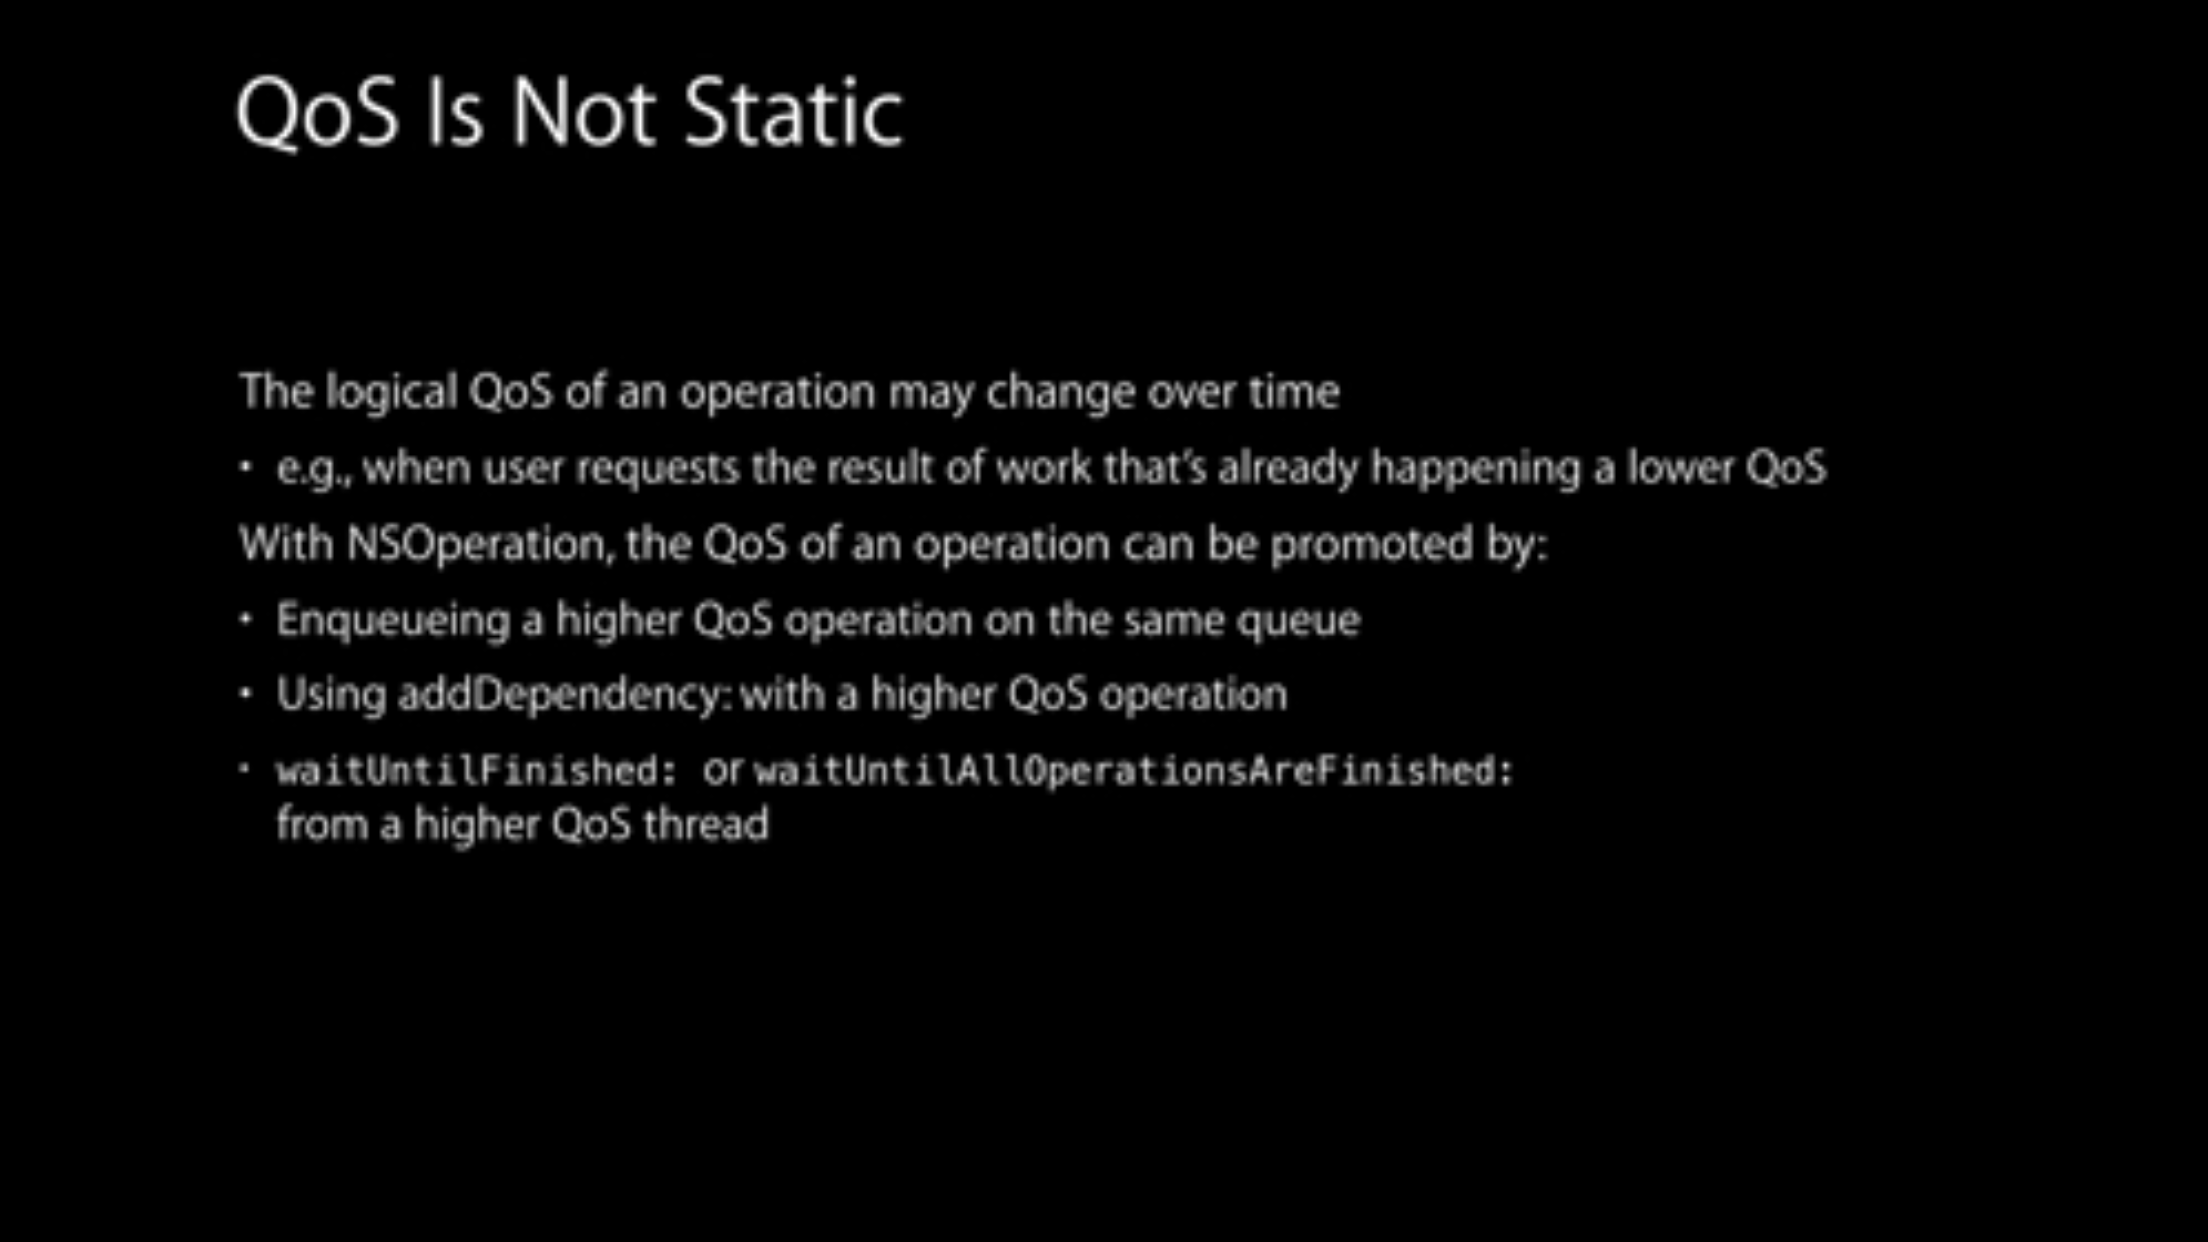 QoS Is Not Static
The logical QoS of an operation may change over time
• e.g., when user requests the result of work that's already happening a lower QoS
With NSOperation, the QoS of an operation can be promoted by:
• Enqueueing a higher QoS operation on the same queue
• Using addDependency: with a higher QoS operation
• waitUntilFinished: or waitUntilAllOperationsAreFinished:
from a higher QoS thread